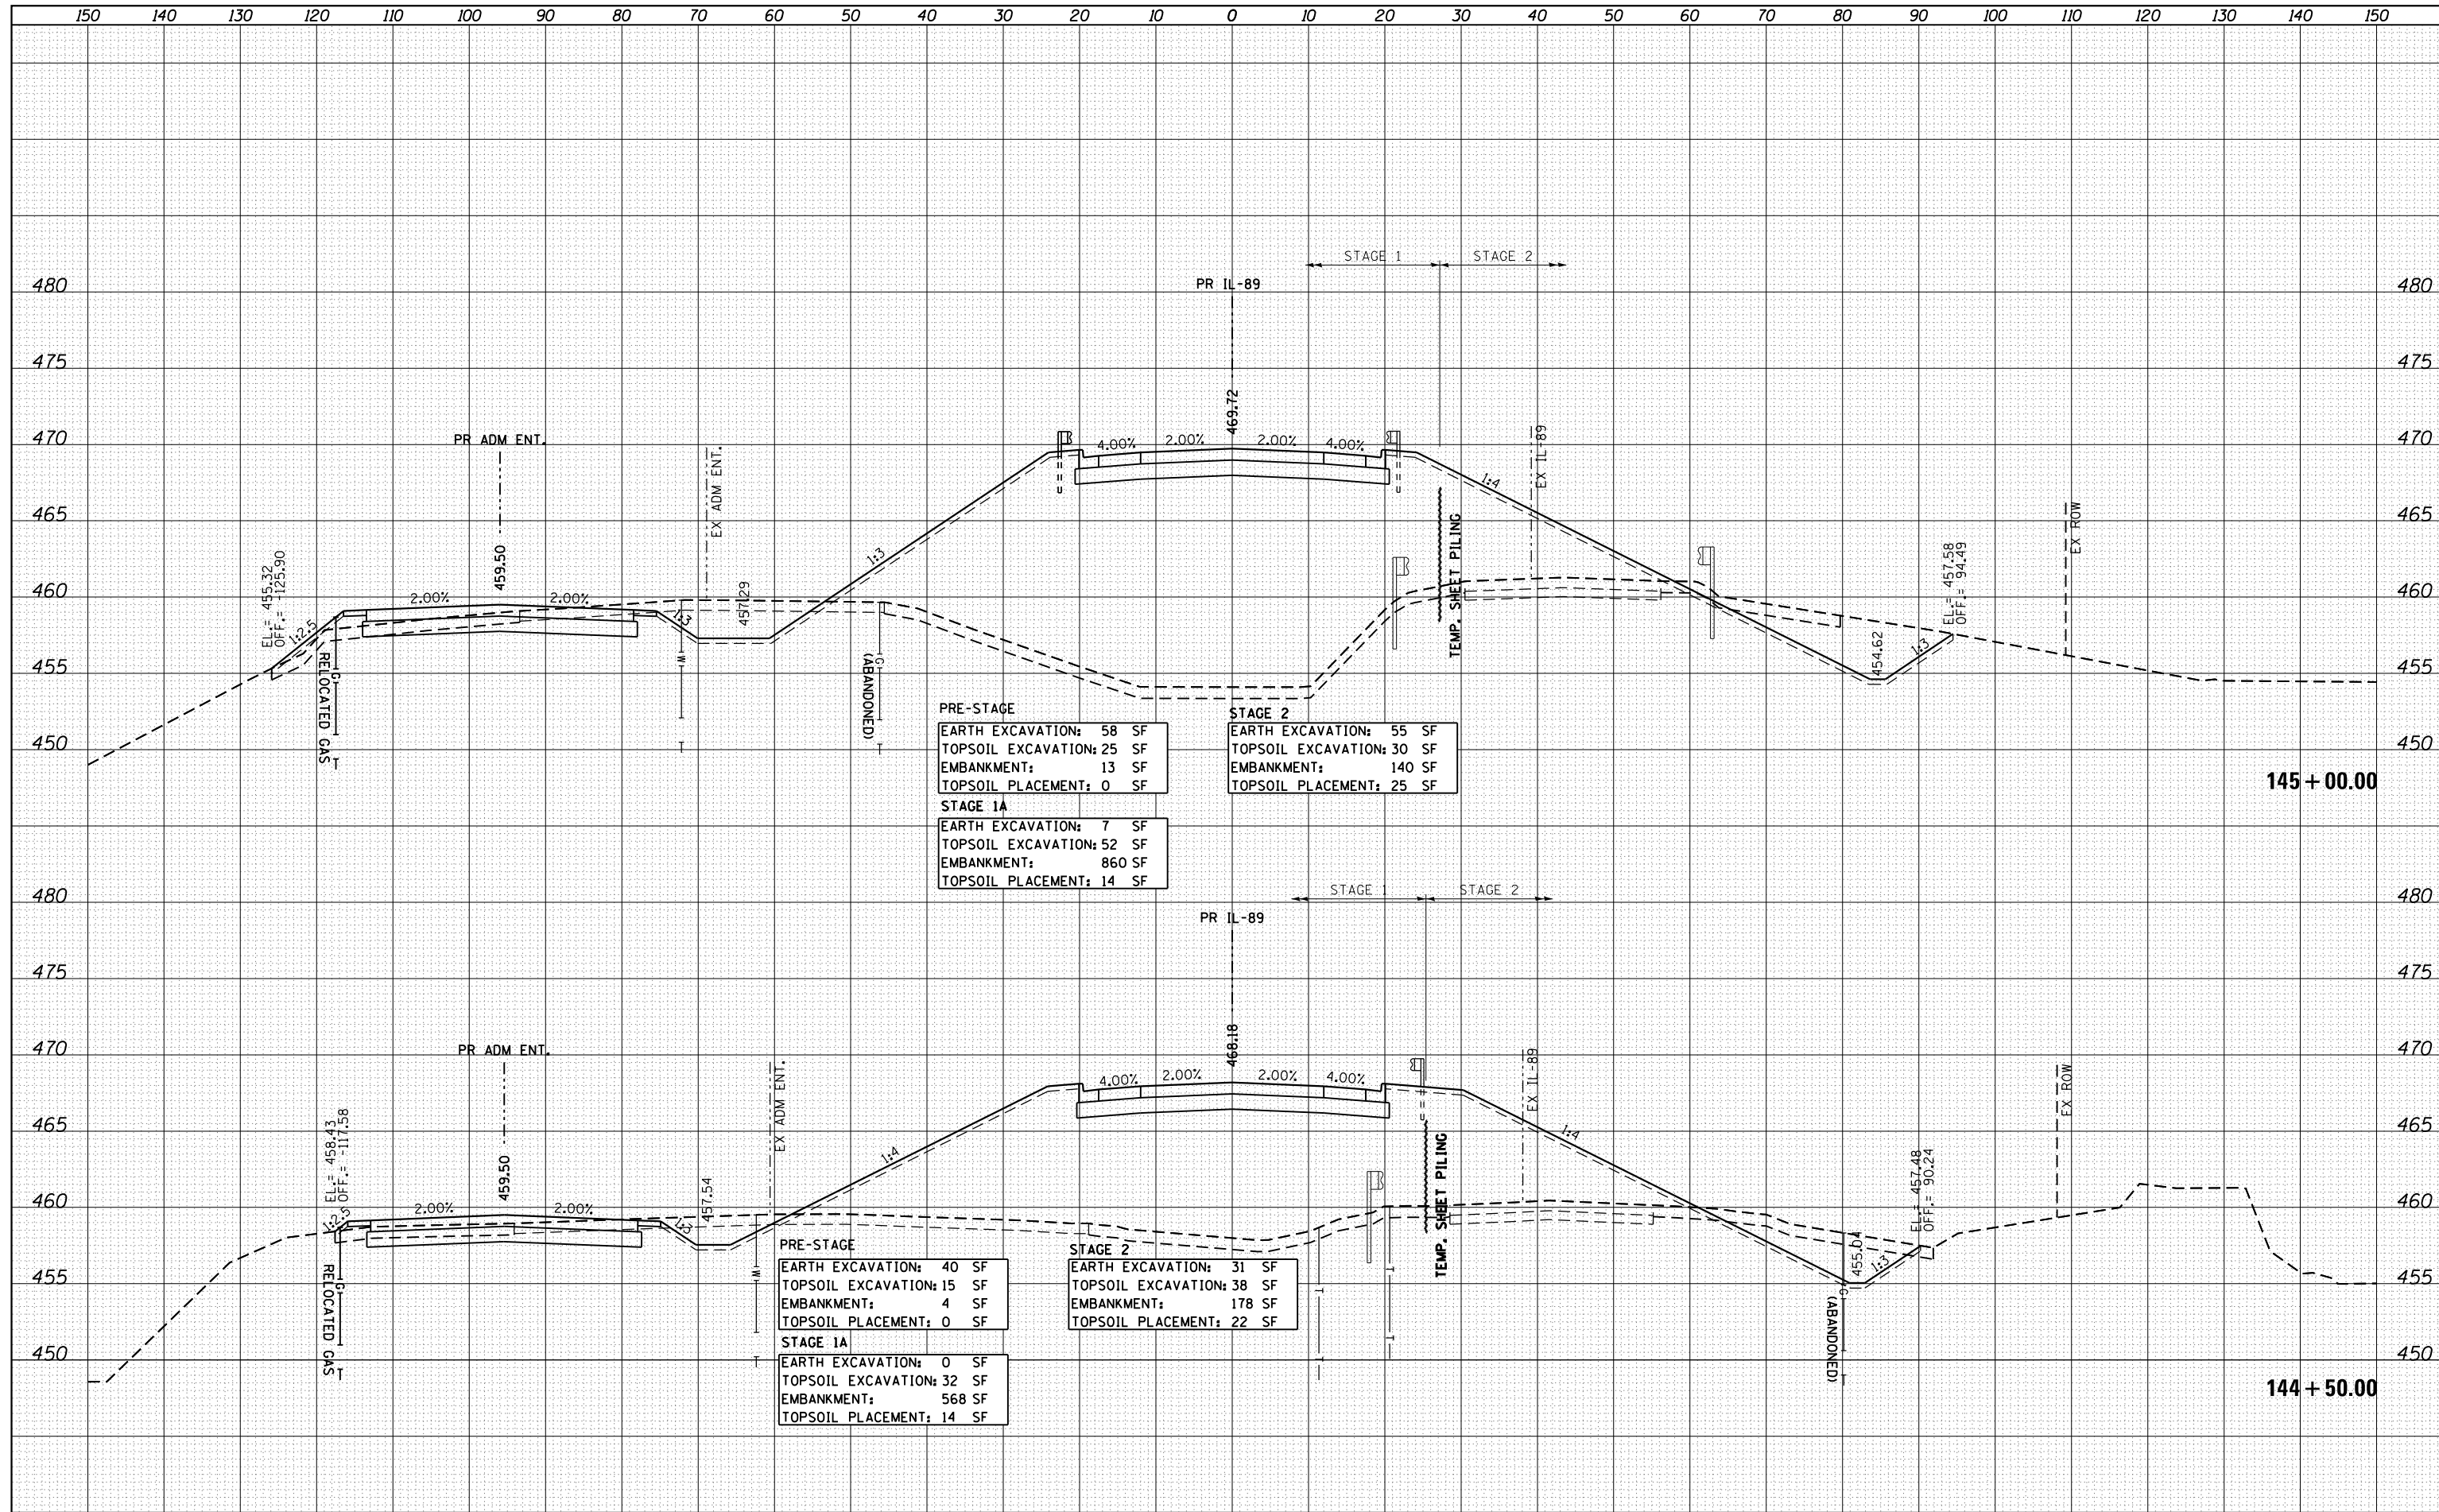 150 140 130 120 110 100 90 80 70 60 50 40 30 20 10 0 10 20 30 40 50 60 70 80 90 100 110 120 130 140 150
STAGE 1 STAGE 2
480 PR IL-89 480
475 475
469.72
470 PR ADM ENT. 4.00% 2.00% 2.00% 4.00% 470
EX ADM ENT.
EX IL-89
1:4
465 465
EX ROW
TEMP. SHEET PILING
459.50
1:3
EL.= 455.32
OFF.= -125.90
EL.= 457.58
OFF.= 94.49
460 2.00% 2.00% 460
1:2.5
1:3
457.29
1:3
454.62
455 455
RELOCATED GAS
G
W
G
(ABANDONED)
T
T
T
450 450
PRE-STAGE
EARTH EXCAVATION: 58 SF
TOPSOIL EXCAVATION: 25 SF
EMBANKMENT: 13 SF
TOPSOIL PLACEMENT: 0 SF
STAGE 2
EARTH EXCAVATION: 55 SF
TOPSOIL EXCAVATION: 30 SF
EMBANKMENT: 140 SF
TOPSOIL PLACEMENT: 25 SF
145+00.00
STAGE 1A
EARTH EXCAVATION: 7 SF
TOPSOIL EXCAVATION: 52 SF
EMBANKMENT: 860 SF
TOPSOIL PLACEMENT: 14 SF
STAGE 1 STAGE 2
480 480
PR IL-89
475 475
468.18
470 PR ADM ENT. 470
4.00% 2.00% 2.00% 4.00%
EX ADM ENT.
EX IL-89
EX ROW
465 465
1:4
1:4
TEMP. SHEET PILING
EL.= 458.43
OFF.= -117.58
459.50
457.54
EL.= 457.48
OFF.= 90.24
460 2.00% 2.00% 460
1:2.5
1:3
455.04
1:3
455 455
RELOCATED GAS
G
W
T
T
T
T
G
(ABANDONED)
T
T
T
450 450
PRE-STAGE
EARTH EXCAVATION: 40 SF
TOPSOIL EXCAVATION: 15 SF
EMBANKMENT: 4 SF
TOPSOIL PLACEMENT: 0 SF
STAGE 2
EARTH EXCAVATION: 31 SF
TOPSOIL EXCAVATION: 38 SF
EMBANKMENT: 178 SF
TOPSOIL PLACEMENT: 22 SF
STAGE 1A
EARTH EXCAVATION: 0 SF
TOPSOIL EXCAVATION: 32 SF
EMBANKMENT: 568 SF
TOPSOIL PLACEMENT: 14 SF
144+50.00